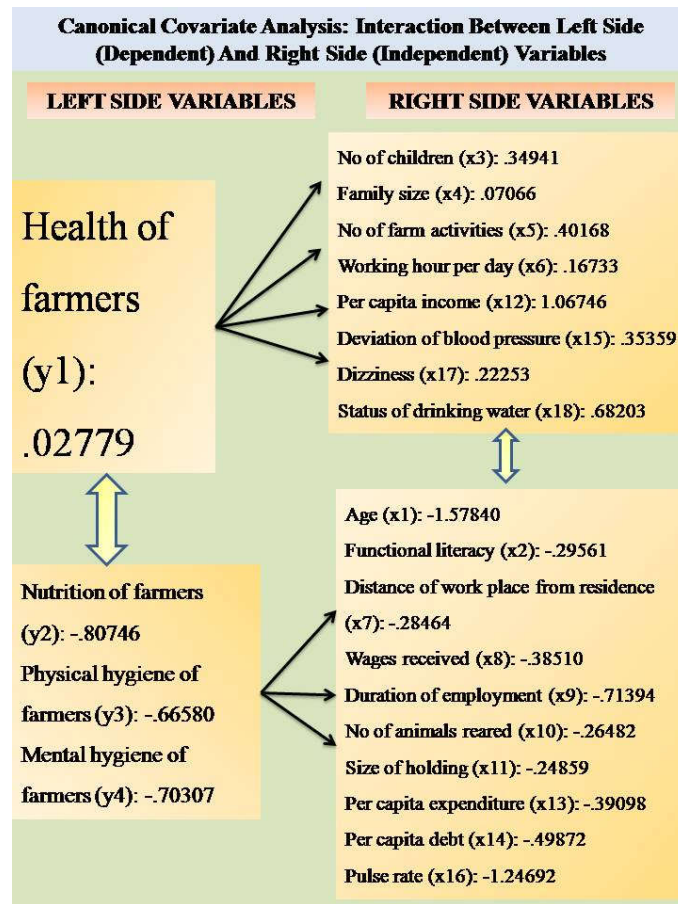 Canonical Covariate Analysis: Interaction Between Left Side
(Dependent) And Right Side (Independent) Variables
LEFT SIDE VARIABLES
RIGHT SIDE VARIABLES
Health of
farmers
(y1):
.02779
No of children (x3): .34941
Family size (x4): .07066
No of farm activities (x5): .40168
Working hour per day (x6): .16733
Per capita income (x12): 1.06746
Deviation of blood pressure (x15): .35359
Dizziness (x17): .22253
Status of drinking water (x18): .68203
Nutrition of farmers
(y2): -.80746
Physical hygiene of
farmers (y3): -.66580
Mental hygiene of
farmers (y4): -.70307
Age (x1): -1.57840
Functional literacy (x2): -.29561
Distance of work place from residence
(x7): -.28464
Wages received (x8): -.38510
Duration of employment (x9): -.71394
No of animals reared (x10): -.26482
Size of holding (x11): -.24859
Per capita expenditure (x13): -.39098
Per capita debt (x14): -.49872
Pulse rate (x16): -1.24692